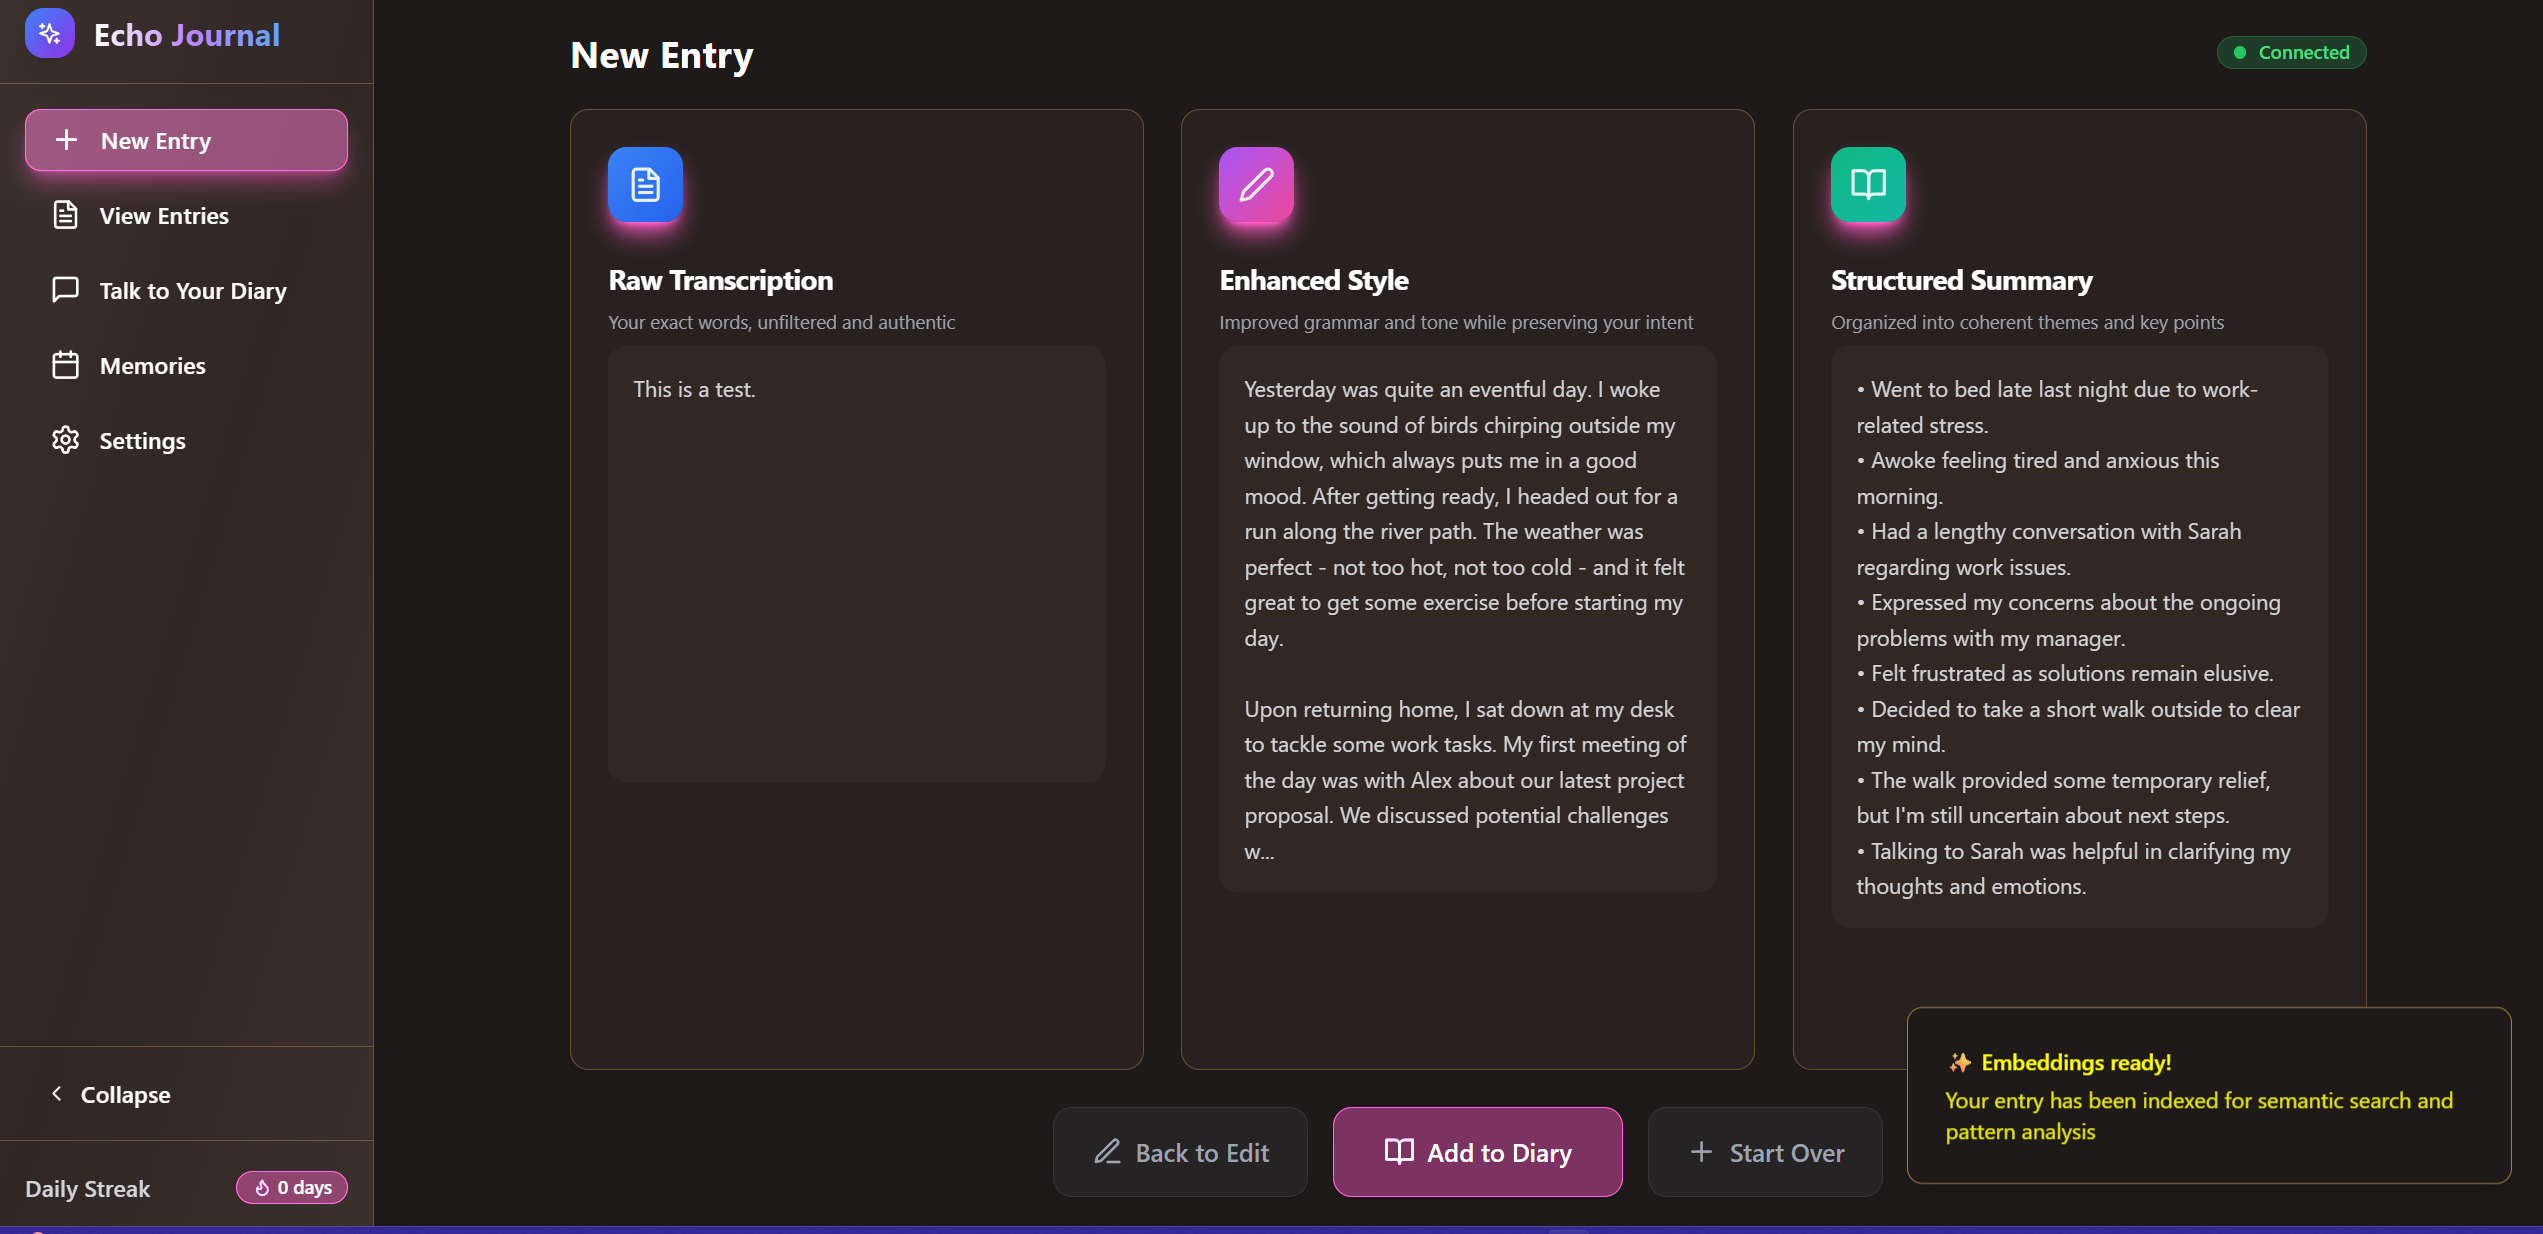 Echo Journal
New Entry
View Entries
Talk to Your Diary
Memories
Settings
Collapse
Daily Streak
0 days
New Entry
Connected
Raw Transcription
Your exact words, unfiltered and authentic
This is a test.
Enhanced Style
Improved grammar and tone while preserving your intent
Yesterday was quite an eventful day. I woke
up to the sound of birds chirping outside my
window, which always puts me in a good
mood. After getting ready, I headed out for a
run along the river path. The weather was
perfect - not too hot, not too cold - and it felt
great to get some exercise before starting my
day.
Upon returning home, I sat down at my desk
to tackle some work tasks. My first meeting of
the day was with Alex about our latest project
proposal. We discussed potential challenges
w...
Structured Summary
Organized into coherent themes and key points
• Went to bed late last night due to work-
related stress.
• Awoke feeling tired and anxious this
morning.
• Had a lengthy conversation with Sarah
regarding work issues.
• Expressed my concerns about the ongoing
problems with my manager.
• Felt frustrated as solutions remain elusive.
• Decided to take a short walk outside to clear
my mind.
• The walk provided some temporary relief,
but I'm still uncertain about next steps.
• Talking to Sarah was helpful in clarifying my
thoughts and emotions.
Back to Edit
Add to Diary
Start Over
✨ Embeddings ready!
Your entry has been indexed for semantic search and
pattern analysis